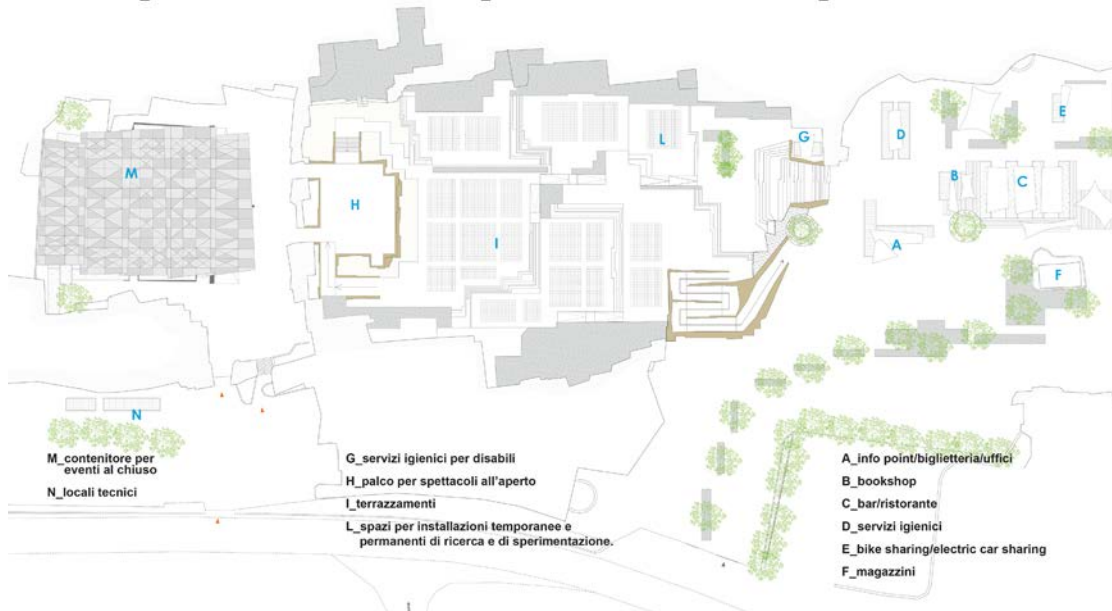 M
H
I
L
G
D
E
B
C
A
F
N
M_contenitore per
eventi al chiuso
N_locali tecnici
G_servizi igienici per disabili
H_palco per spettacoli all'aperto
I_terrazzamenti
L_spazi per installazioni temporanee e
permanenti di ricerca e di sperimentazione.
A_info point/biglietteria/uffici
B_bookshop
C_bar/ristorante
D_servizi igienici
E_bike sharing/electric car sharing
F_magazzini